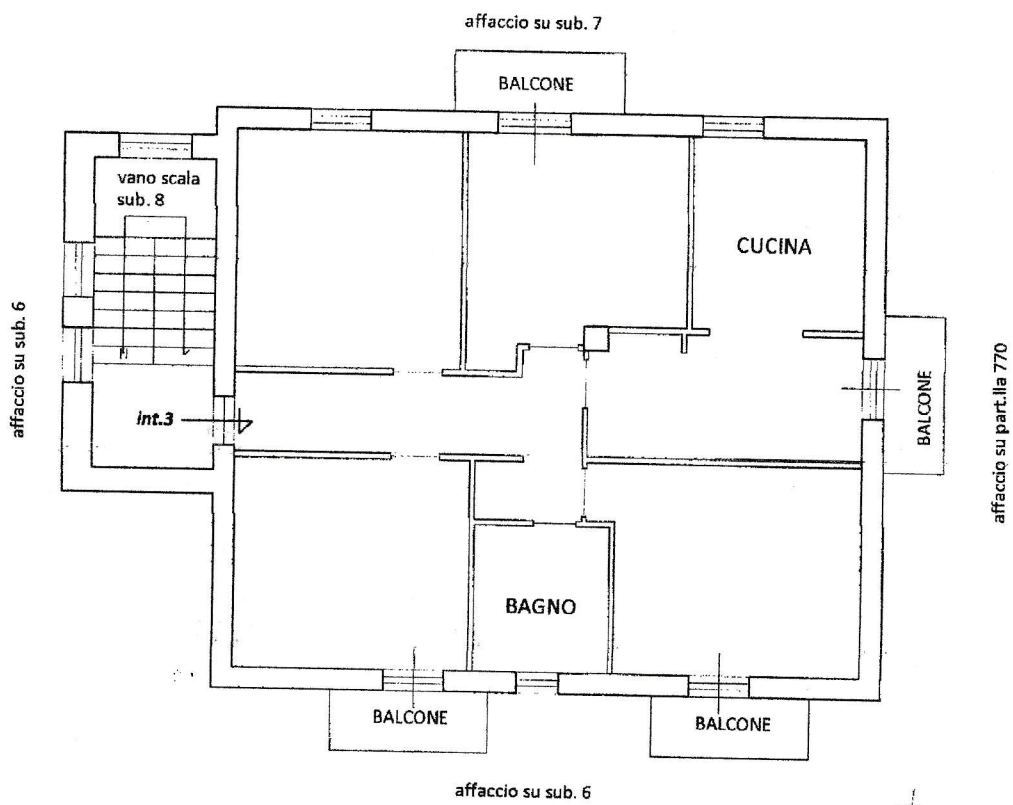 affaccio su sub. 7
BALCONE
vano scala
sub. 8
CUCINA
affaccio su sub. 6
int.3
BALCONE
affaccio su part.lla 770
BAGNO
BALCONE
BALCONE
affaccio su sub. 6